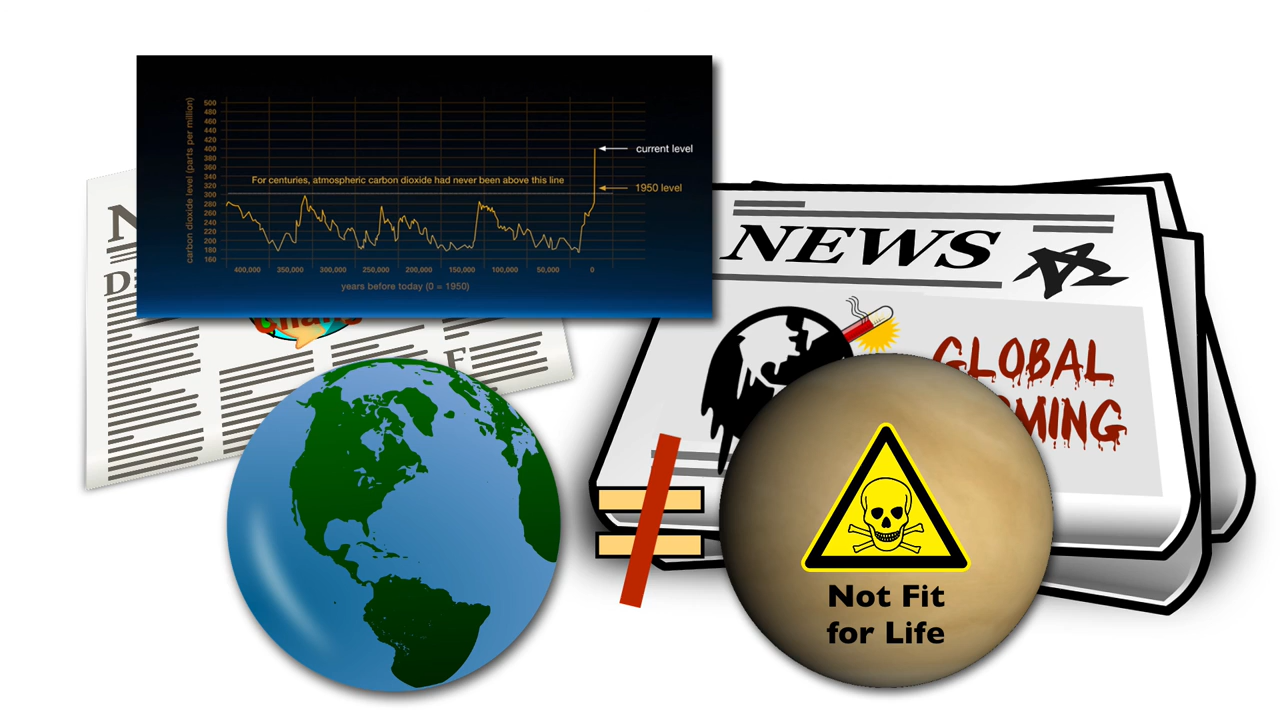 carbon dioxide level (parts per million)
500
480
460
440
420
400
380
360
340
320
300
280
260
240
220
200
180
160
For centuries, atmospheric carbon dioxide had never been above this line
current level
1950 level
400,000 350,000 300,000 250,000 200,000 150,000 100,000 50,000 0
years before today (0 = 1950)
N
D
F
NEWS
GLOBAL
Not Fit
for Life